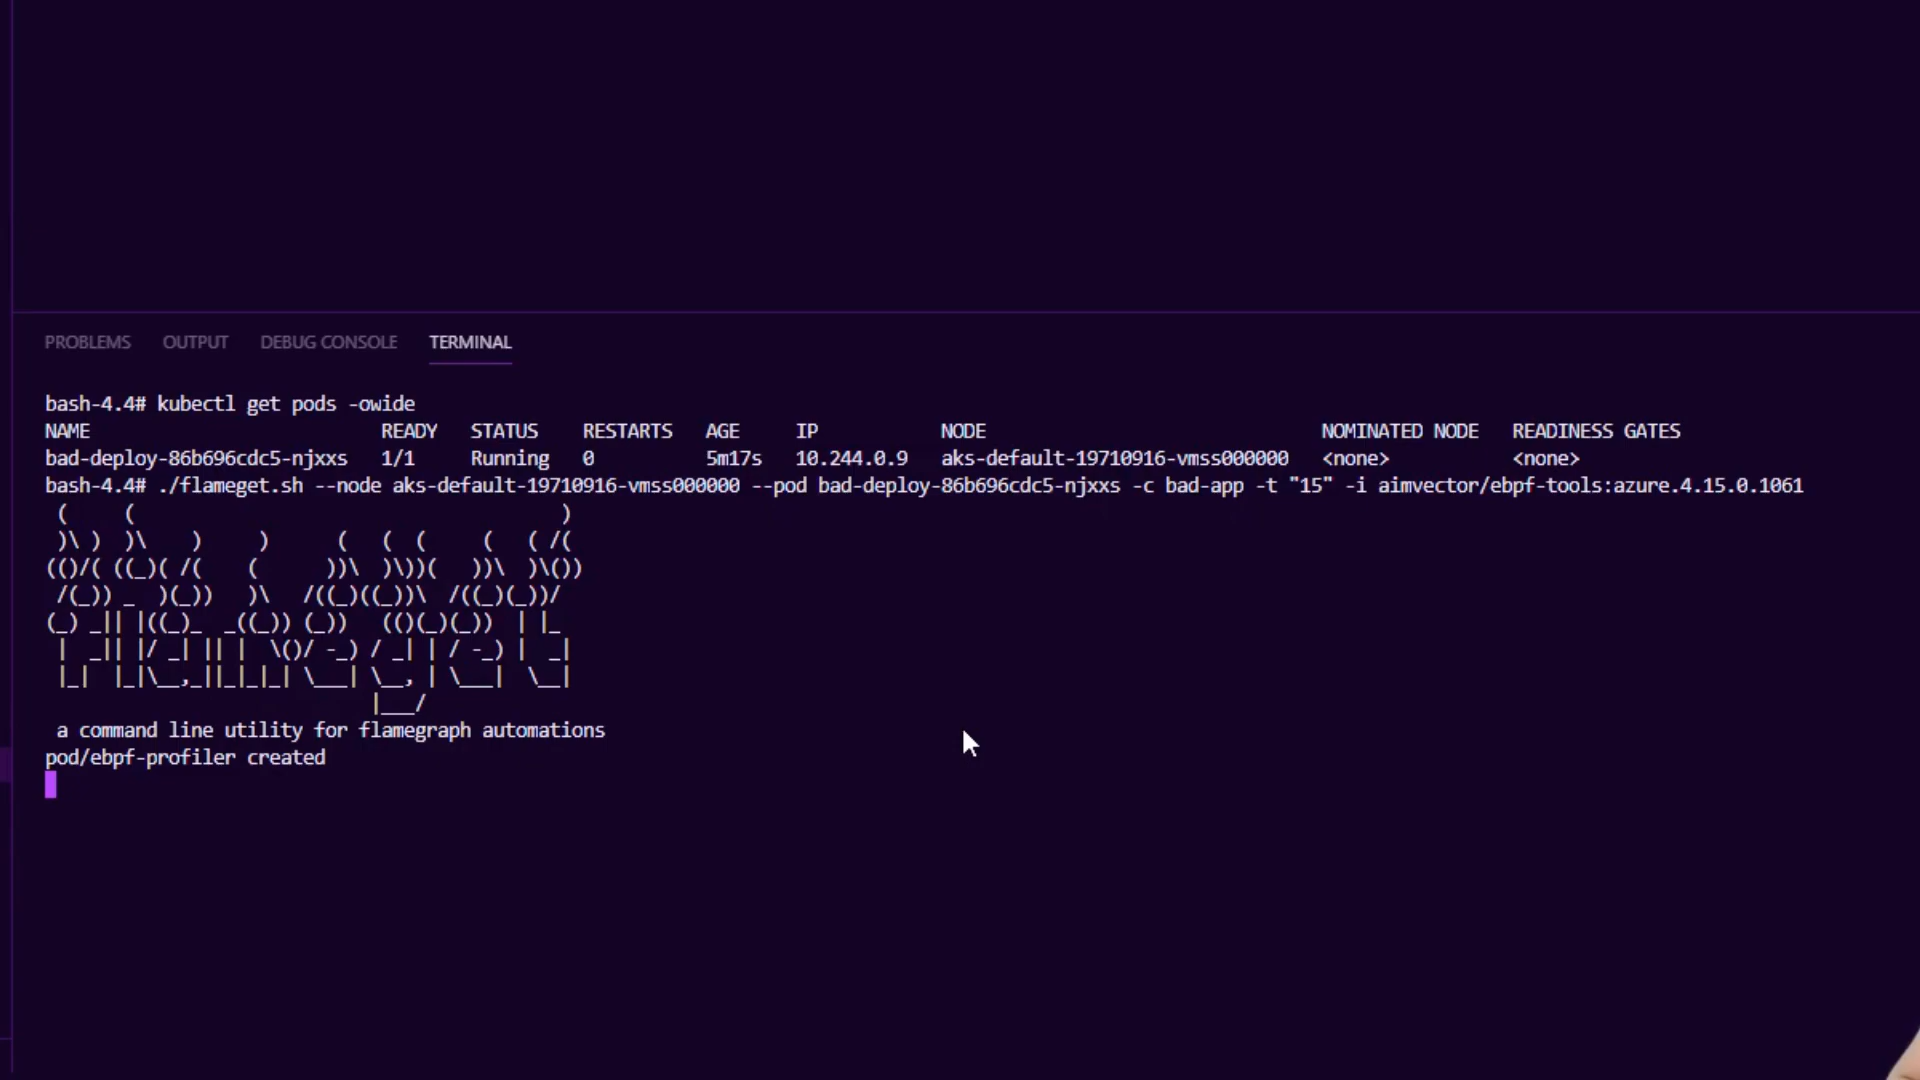 PROBLEMS OUTPUT DEBUG CONSOLE TERMINAL
bash-4.4# kubectl get pods -owide
NAME READY STATUS RESTARTS AGE IP NODE NOMINATED NODE READINESS GATES
bad-deploy-86b696cdc5-njxxs 1/1 Running 0 5m17s 10.244.0.9 aks-default-19710916-vmss000000 <none> <none>
bash-4.4# ./flameget.sh --node aks-default-19710916-vmss000000 --pod bad-deploy-86b696cdc5-njxxs -c bad-app -t "15" -i aimvector/ebpf-tools:azure.4.15.0.1061
flameget
a command line utility for flamegraph automations
pod/ebpf-profiler created